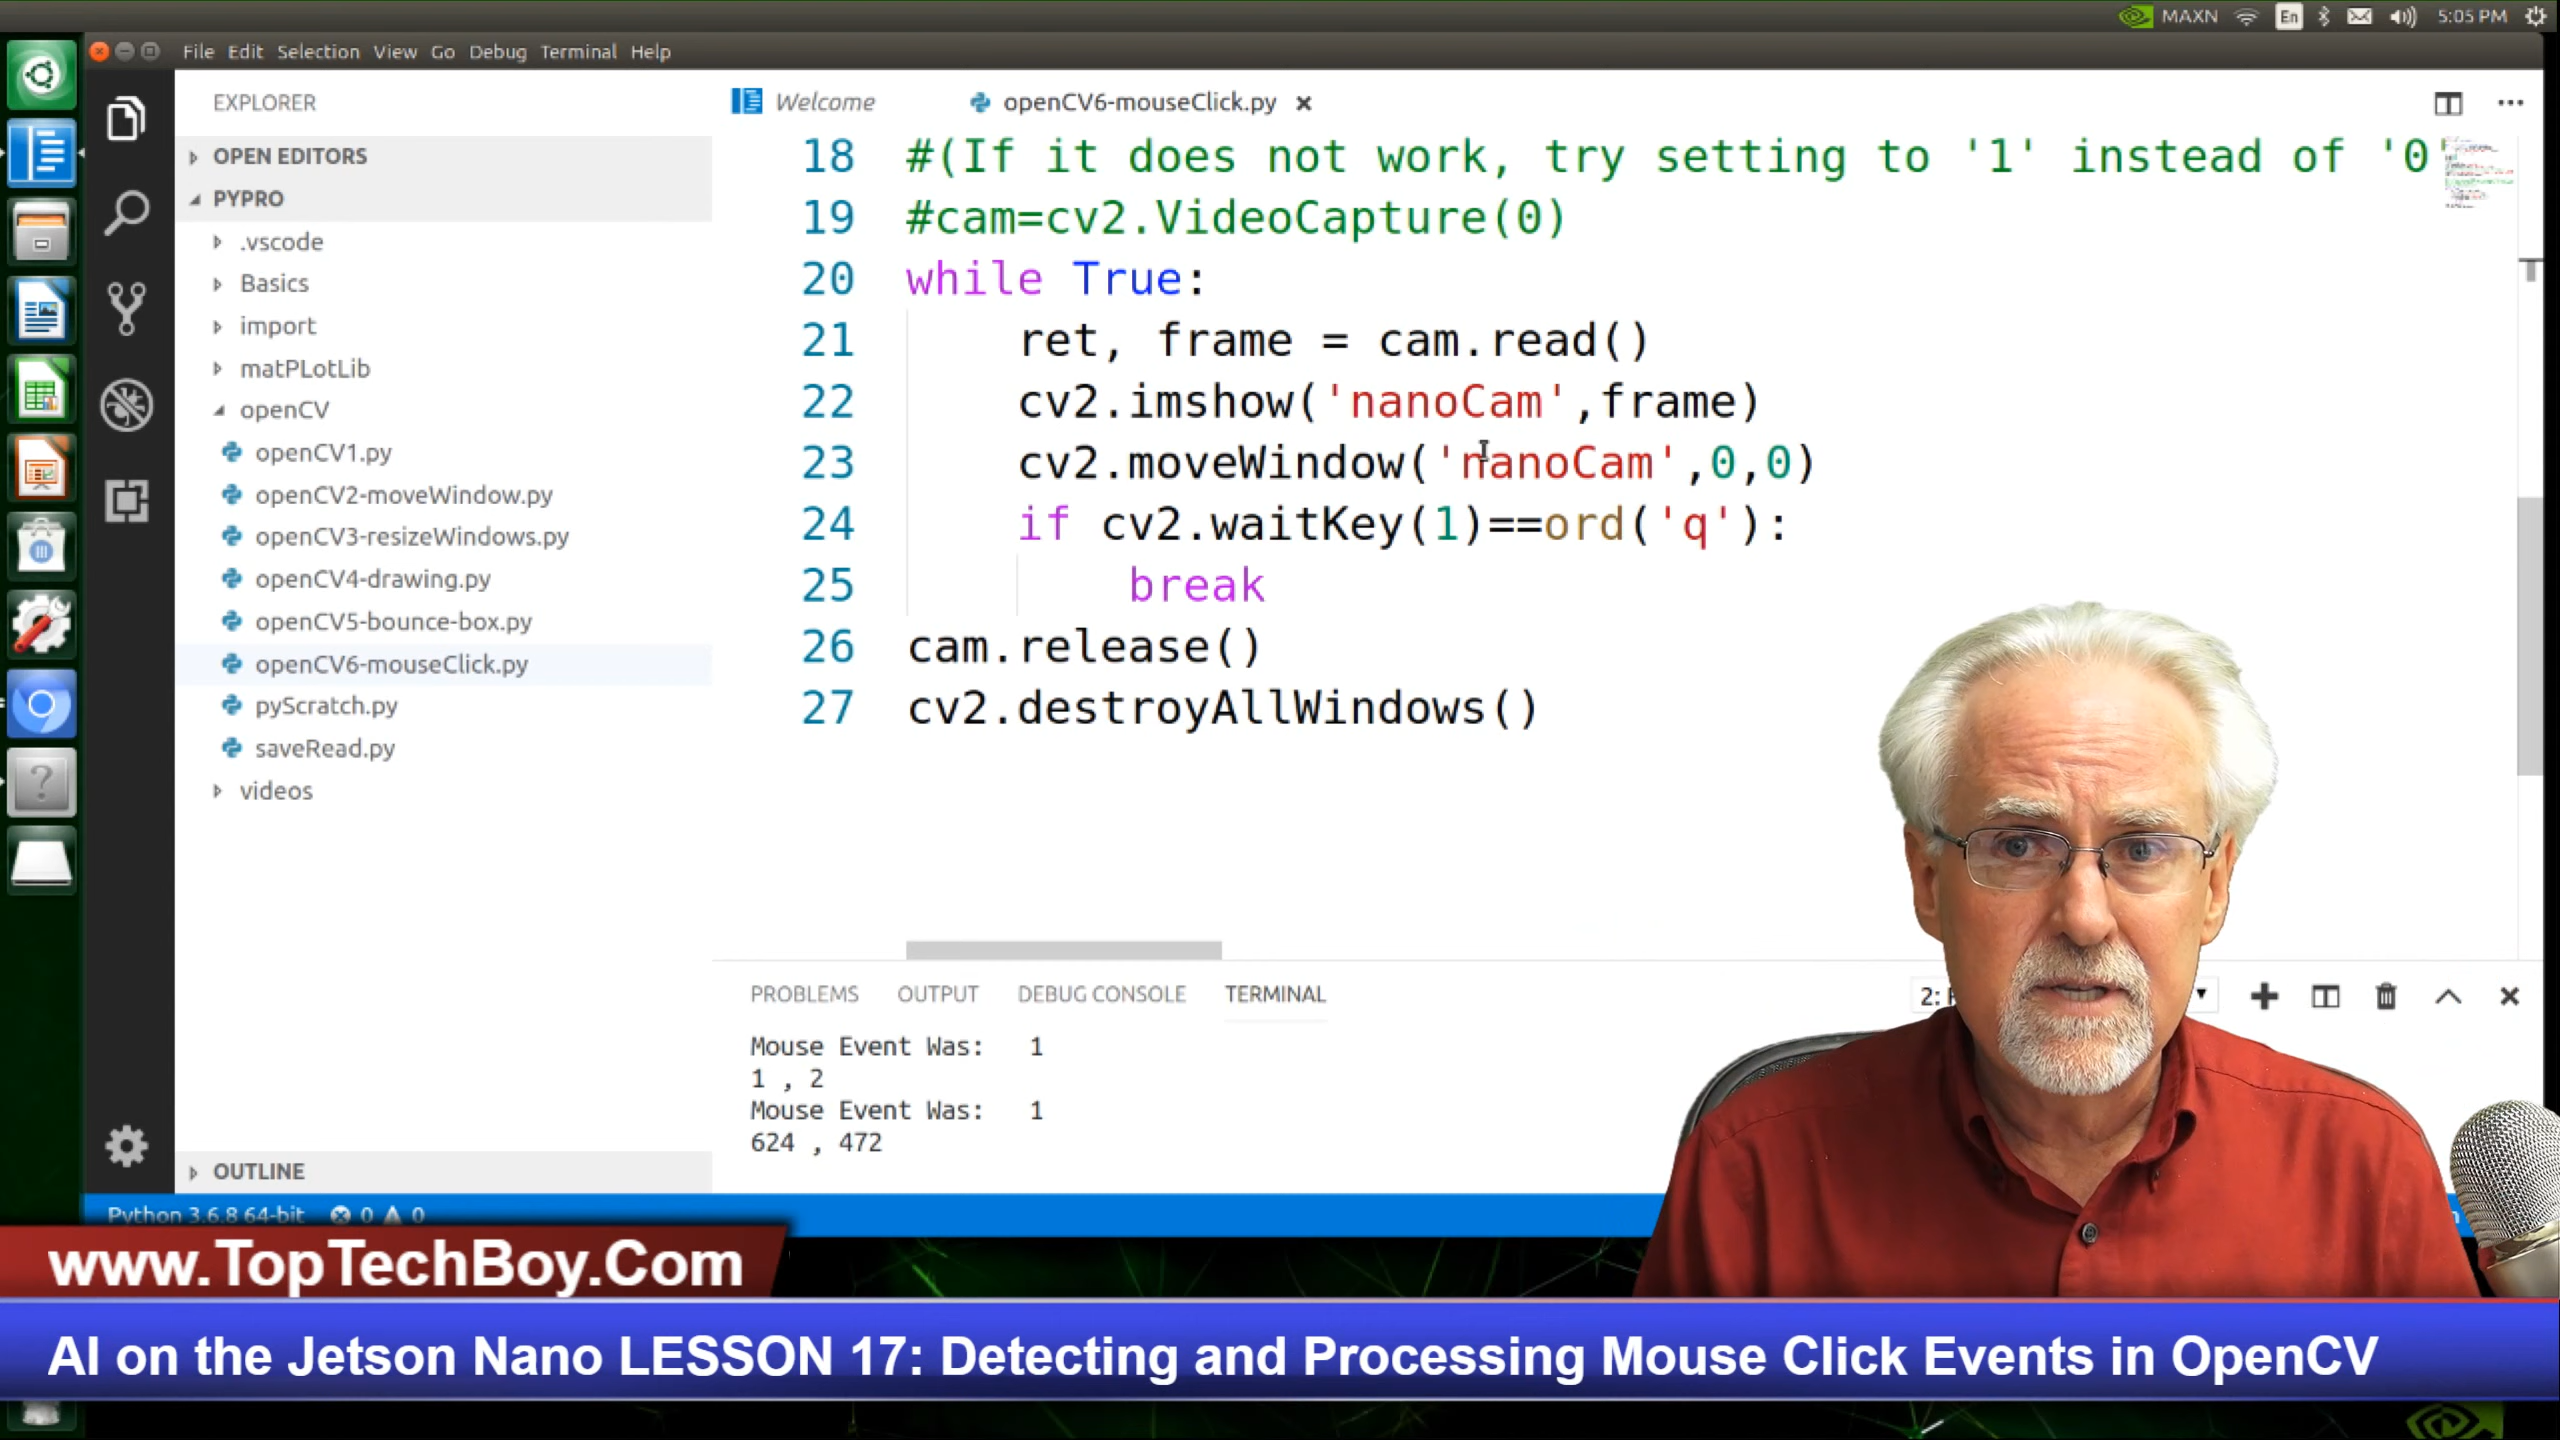 MAXN En 5:05 PM
File Edit Selection View Go Debug Terminal Help
EXPLORER
OPEN EDITORS
PYPRO
.vscode
Basics
import
matPLotLib
openCV
openCV1.py
openCV2-moveWindow.py
openCV3-resizeWindows.py
openCV4-drawing.py
openCV5-bounce-box.py
openCV6-mouseClick.py
pyScratch.py
saveRead.py
videos
OUTLINE
Welcome openCV6-mouseClick.py
18 #(If it does not work, try setting to '1' instead of '0'
19 #cam=cv2.VideoCapture(0)
20 while True:
21 ret, frame = cam.read()
22 cv2.imshow('nanoCam',frame)
23 cv2.moveWindow('nanoCam',0,0)
24 if cv2.waitKey(1)==ord('q'):
25 break
26 cam.release()
27 cv2.destroyAllWindows()
PROBLEMS OUTPUT DEBUG CONSOLE TERMINAL 2:
Mouse Event Was: 1
1 , 2
Mouse Event Was: 1
624 , 472
Python 3.6.8 64-bit 0 0
www.TopTechBoy.Com
AI on the Jetson Nano LESSON 17: Detecting and Processing Mouse Click Events in OpenCV